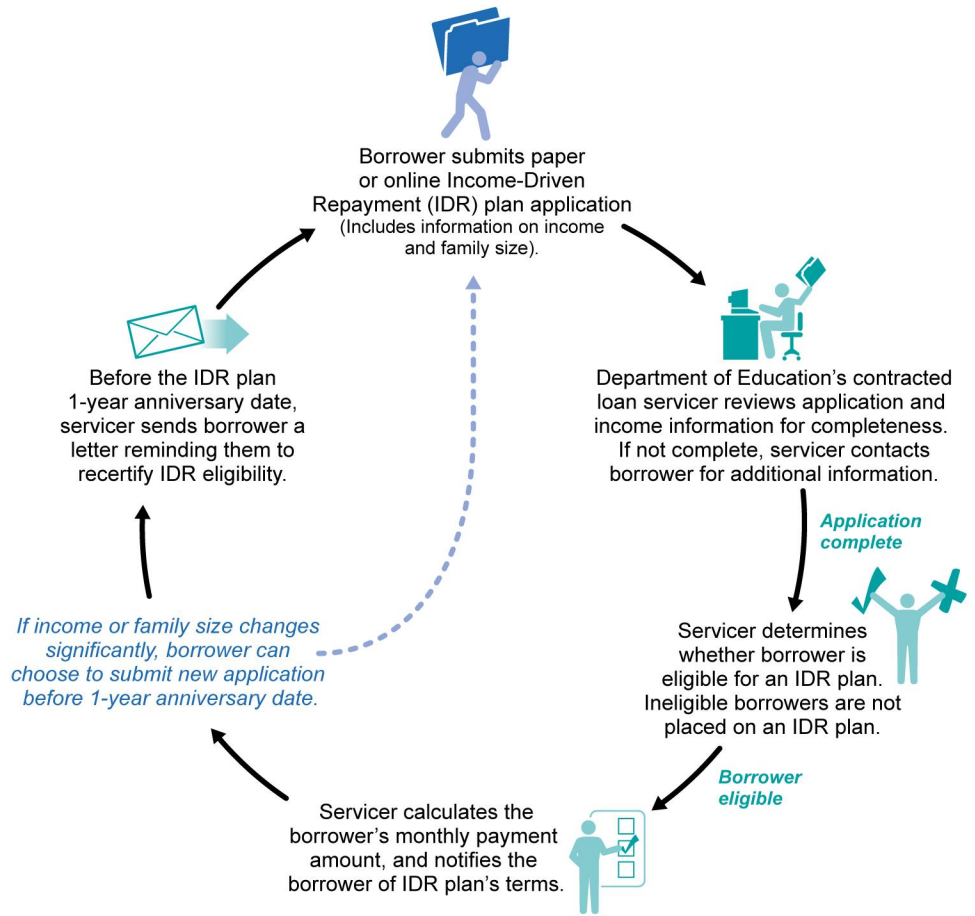 Borrower submits paper
or online Income-Driven
Repayment (IDR) plan application
(Includes information on income
and family size).
Department of Education's contracted
loan servicer reviews application and
income information for completeness.
If not complete, servicer contacts
borrower for additional information.
Application
complete
Servicer determines
whether borrower is
eligible for an IDR plan.
Ineligible borrowers are not
placed on an IDR plan.
Borrower
eligible
Servicer calculates the
borrower's monthly payment
amount, and notifies the
borrower of IDR plan's terms.
If income or family size changes
significantly, borrower can
choose to submit new application
before 1-year anniversary date.
Before the IDR plan
1-year anniversary date,
servicer sends borrower a
letter reminding them to
recertify IDR eligibility.